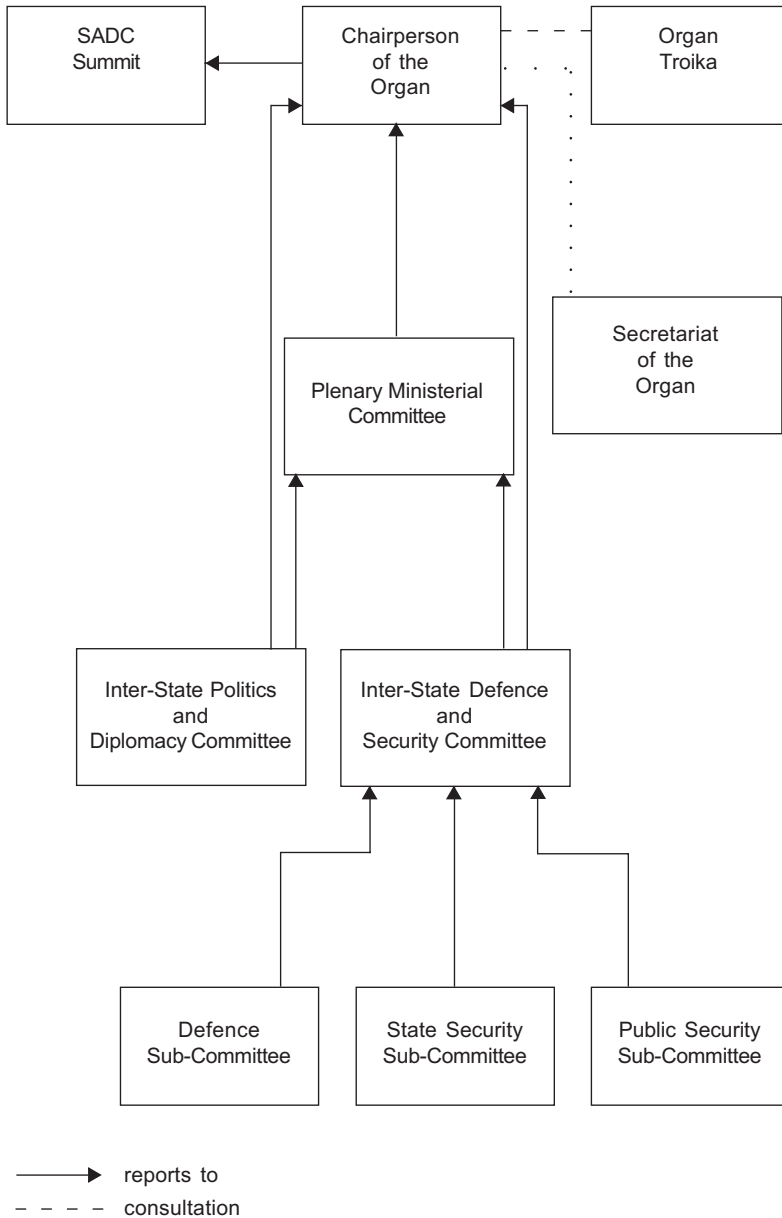 SADC
Summit
Chairperson
of the
Organ
Organ
Troika
Secretariat
of the
Organ
Plenary Ministerial
Committee
Inter-State Politics
and
Diplomacy Committee
Inter-State Defence
and
Security Committee
Defence
Sub-Committee
State Security
Sub-Committee
Public Security
Sub-Committee
reports to
consultation